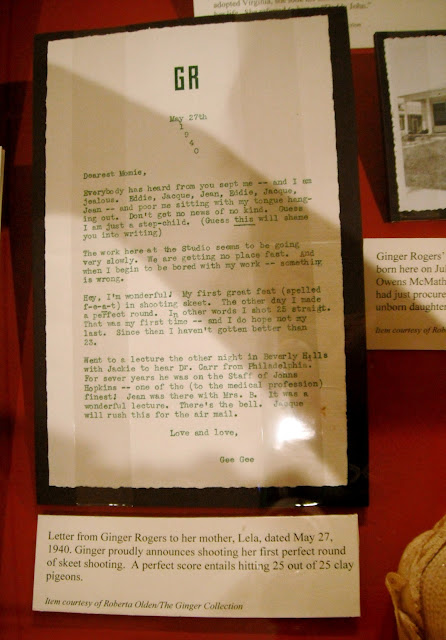 adopted Virginia, she took her
John."
GR
May 27th
1
9
4
0
Dearest Momie,
Everybody has heard from you sept me -- and I am
jealous. Eddie, Jacque, Jean, Eddie, Jacque,
Jean -- and poor me sitting with my tongue hang-
ing out. Don't get no news of no kind. Guess
I am just a step-child. (Guess this will shame
you into writing)
The work here at the Studio seems to be going
very slowly. We are getting no place fast. And
when I begin to be bored with my work -- something
is wrong.
Hey, I'm wonderful! My first great feat (spelled
f-e-a-t) in shooting skeet. The other day I made
a perfect round. In other words I shot 25 straight.
That was my first time -- and I do hope not my
last. Since then I haven't gotten better than
23.
Went to a lecture the other night in Beverly Hills
with Jackie to hear Dr. Carr from Philadelphia.
For sever years he was on the Staff of Johns
Hopkins -- one of tho (to the medical profession)
finest! Jean was there with Mrs. B. It was a
wonderful lecture. There's the bell. Jacque
will rush this for the air mail.
Love and love,
Gee Gee
Ginger Rogers'
born here on Jul
Owens McMath
had just procure
unborn daughter
Item courtesy of Rob
Letter from Ginger Rogers to her mother, Lela, dated May 27,
1940. Ginger proudly announces shooting her first perfect round
of skeet shooting. A perfect score entails hitting 25 out of 25 clay
pigeons.
Item courtesy of Roberta Olden/The Ginger Collection